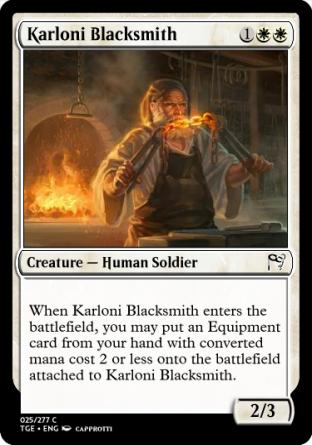 Karloni Blacksmith 1
Creature — Human Soldier
When Karloni Blacksmith enters the
battlefield, you may put an Equipment
card from your hand with converted
mana cost 2 or less onto the battlefield
attached to Karloni Blacksmith.
2/3
025/277 C
TGE • ENG CAPPROTTI